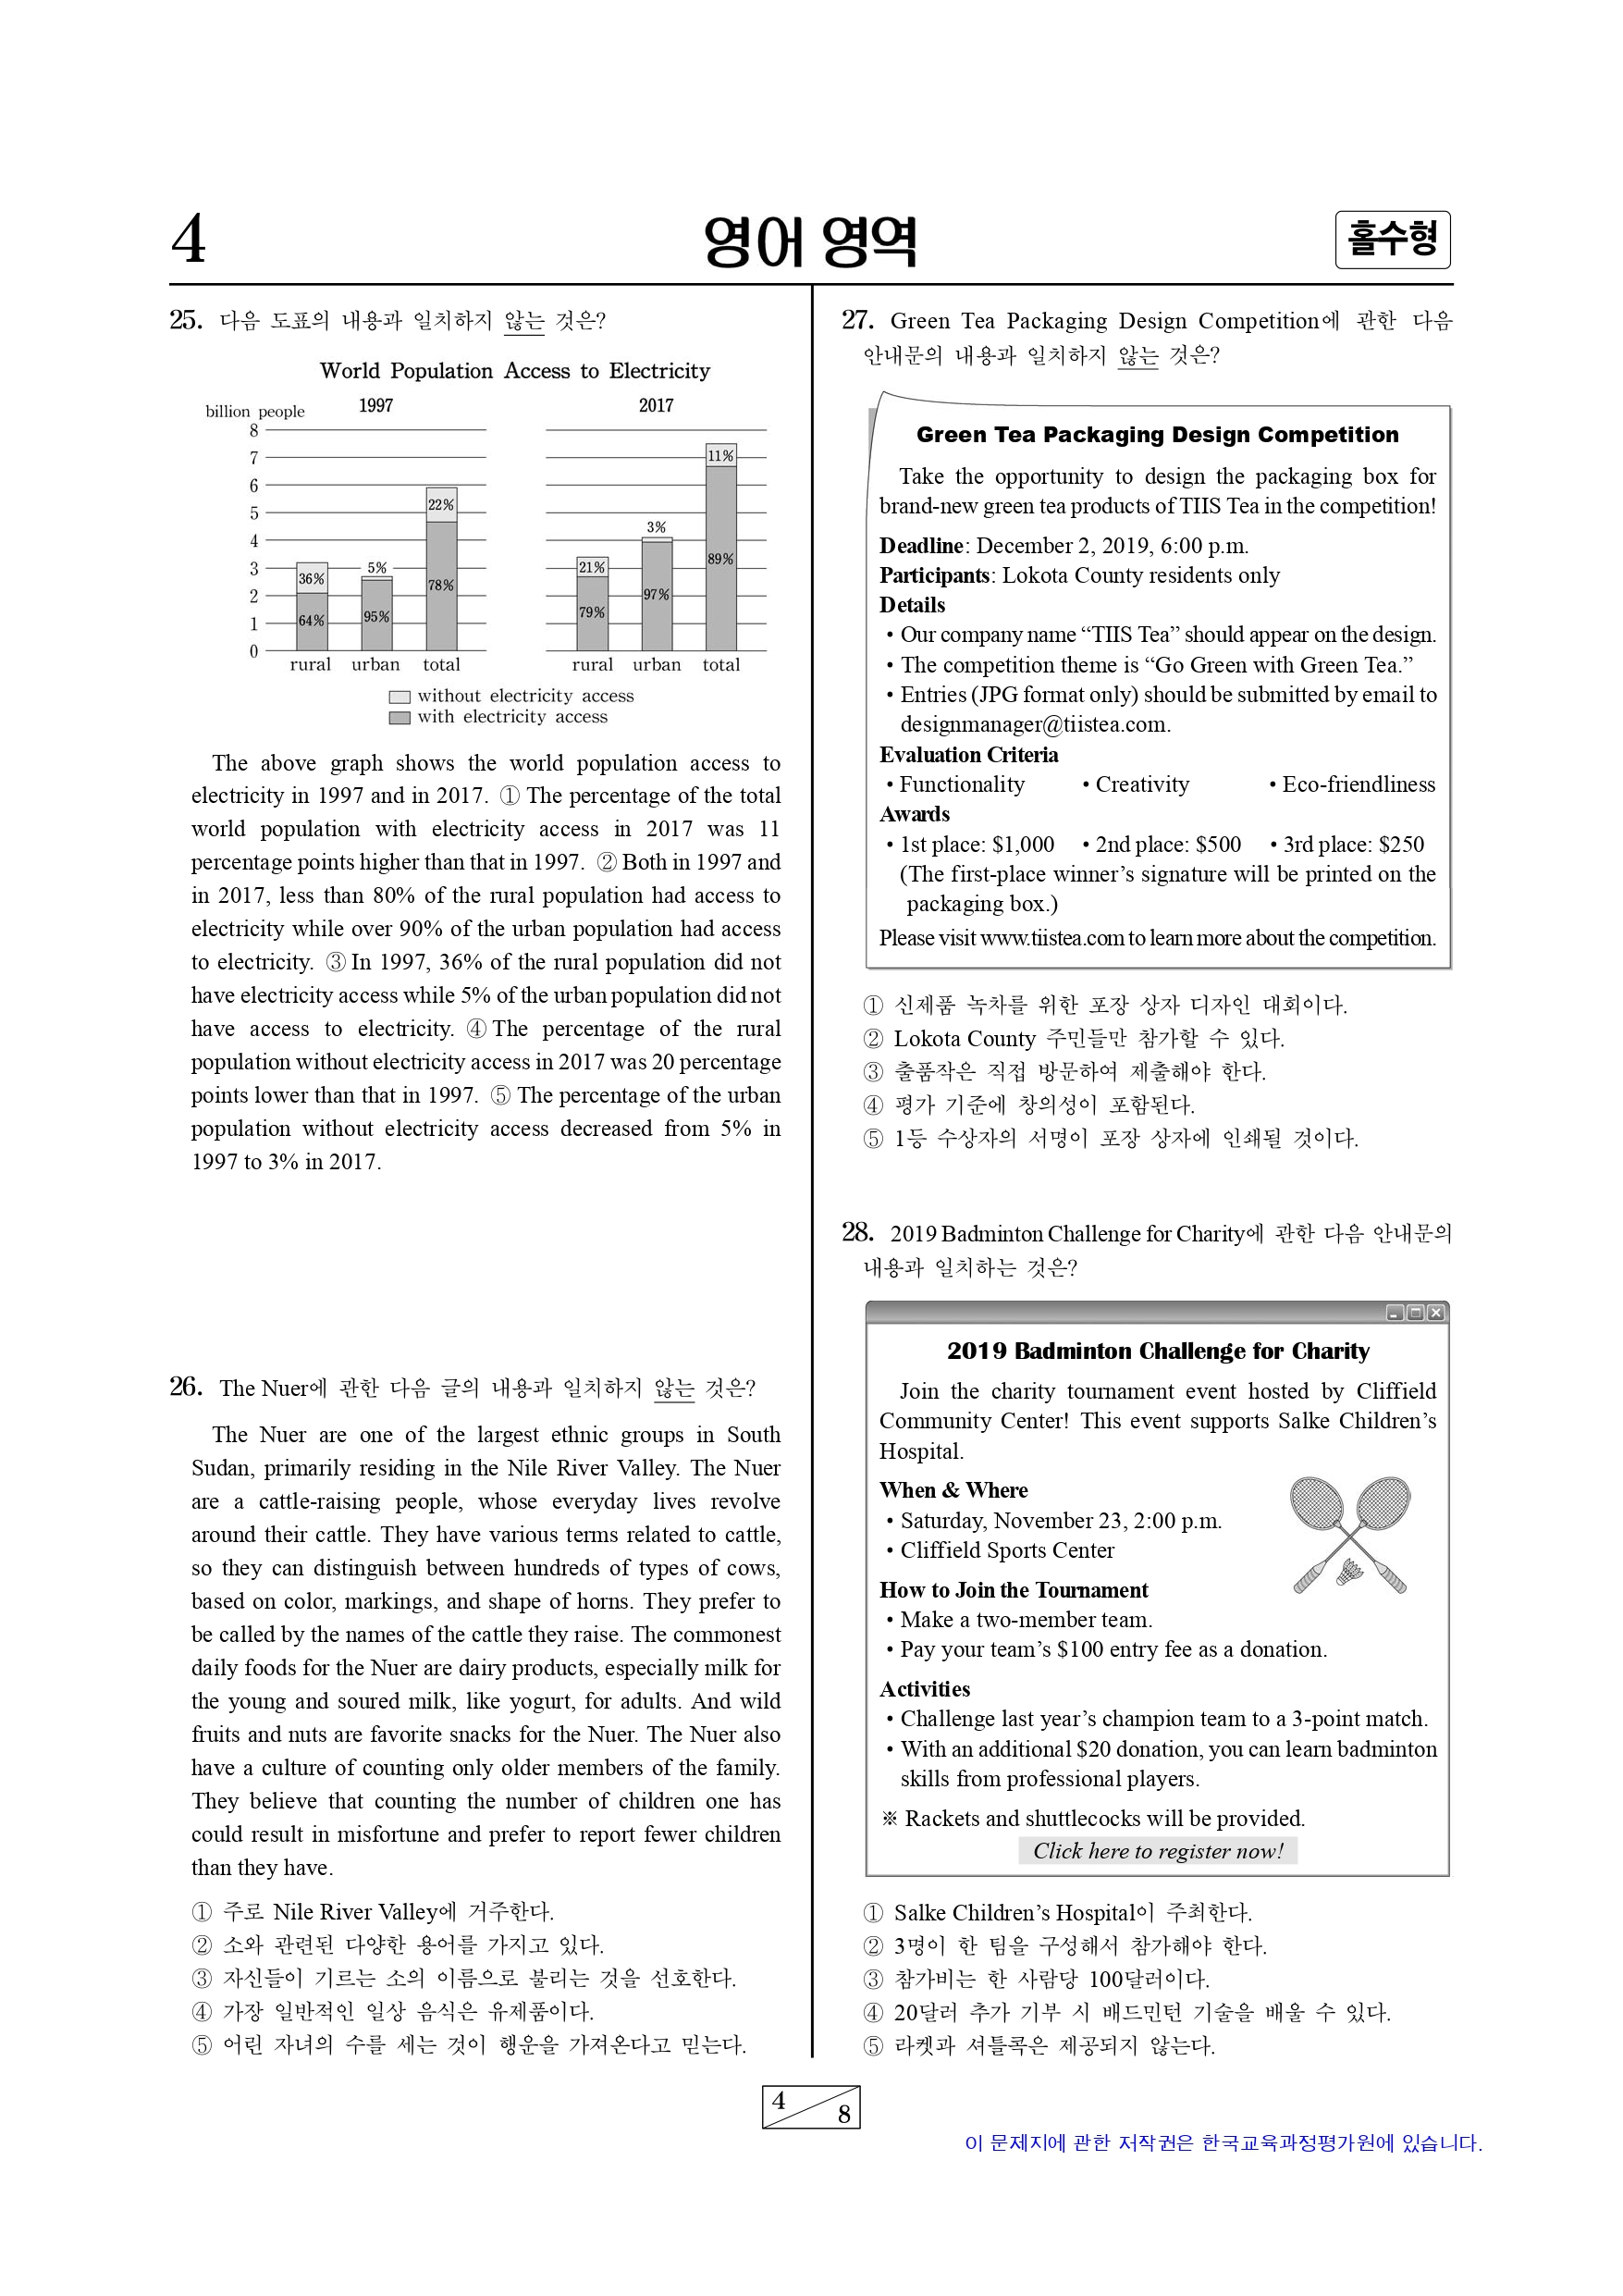 4
영어 영역
홀수형
25. 다음 도표의 내용과 일치하지 않는 것은?
World Population Access to Electricity
billion people
1997
2017
8
7
6
5
4
3
2
1
0
36%
64%
5%
95%
22%
78%
21%
79%
3%
97%
11%
89%
rural urban total
rural urban total
without electricity access
with electricity access
The above graph shows the world population access to
electricity in 1997 and in 2017. ① The percentage of the total
world population with electricity access in 2017 was 11
percentage points higher than that in 1997. ② Both in 1997 and
in 2017, less than 80% of the rural population had access to
electricity while over 90% of the urban population had access
to electricity. ③ In 1997, 36% of the rural population did not
have electricity access while 5% of the urban population did not
have access to electricity. ④ The percentage of the rural
population without electricity access in 2017 was 20 percentage
points lower than that in 1997. ⑤ The percentage of the urban
population without electricity access decreased from 5% in
1997 to 3% in 2017.
26. The Nuer에 관한 다음 글의 내용과 일치하지 않는 것은?
The Nuer are one of the largest ethnic groups in South
Sudan, primarily residing in the Nile River Valley. The Nuer
are a cattle-raising people, whose everyday lives revolve
around their cattle. They have various terms related to cattle,
so they can distinguish between hundreds of types of cows,
based on color, markings, and shape of horns. They prefer to
be called by the names of the cattle they raise. The commonest
daily foods for the Nuer are dairy products, especially milk for
the young and soured milk, like yogurt, for adults. And wild
fruits and nuts are favorite snacks for the Nuer. The Nuer also
have a culture of counting only older members of the family.
They believe that counting the number of children one has
could result in misfortune and prefer to report fewer children
than they have.
① 주로 Nile River Valley에 거주한다.
② 소와 관련된 다양한 용어를 가지고 있다.
③ 자신들이 기르는 소의 이름으로 불리는 것을 선호한다.
④ 가장 일반적인 일상 음식은 유제품이다.
⑤ 어린 자녀의 수를 세는 것이 행운을 가져온다고 믿는다.
27. Green Tea Packaging Design Competition에 관한 다음
안내문의 내용과 일치하지 않는 것은?
Green Tea Packaging Design Competition
Take the opportunity to design the packaging box for
brand-new green tea products of TIIS Tea in the competition!
Deadline: December 2, 2019, 6:00 p.m.
Participants: Lokota County residents only
Details
• Our company name “TIIS Tea” should appear on the design.
• The competition theme is “Go Green with Green Tea.”
• Entries (JPG format only) should be submitted by email to
designmanager@tiistea.com.
Evaluation Criteria
• Functionality • Creativity • Eco-friendliness
Awards
• 1st place: $1,000 • 2nd place: $500 • 3rd place: $250
(The first-place winner’s signature will be printed on the
packaging box.)
Please visit www.tiistea.com to learn more about the competition.
① 신제품 녹차를 위한 포장 상자 디자인 대회이다.
② Lokota County 주민들만 참가할 수 있다.
③ 출품작은 직접 방문하여 제출해야 한다.
④ 평가 기준에 창의성이 포함된다.
⑤ 1등 수상자의 서명이 포장 상자에 인쇄될 것이다.
28. 2019 Badminton Challenge for Charity에 관한 다음 안내문의
내용과 일치하는 것은?
2019 Badminton Challenge for Charity
Join the charity tournament event hosted by Cliffield
Community Center! This event supports Salke Children’s
Hospital.
When & Where
• Saturday, November 23, 2:00 p.m.
• Cliffield Sports Center
How to Join the Tournament
• Make a two-member team.
• Pay your team’s $100 entry fee as a donation.
Activities
• Challenge last year’s champion team to a 3-point match.
• With an additional $20 donation, you can learn badminton
skills from professional players.
※ Rackets and shuttlecocks will be provided.
Click here to register now!
① Salke Children’s Hospital이 주최한다.
② 3명이 한 팀을 구성해서 참가해야 한다.
③ 참가비는 한 사람당 100달러이다.
④ 20달러 추가 기부 시 배드민턴 기술을 배울 수 있다.
⑤ 라켓과 셔틀콕은 제공되지 않는다.
4
8
이 문제지에 관한 저작권은 한국교육과정평가원에 있습니다.